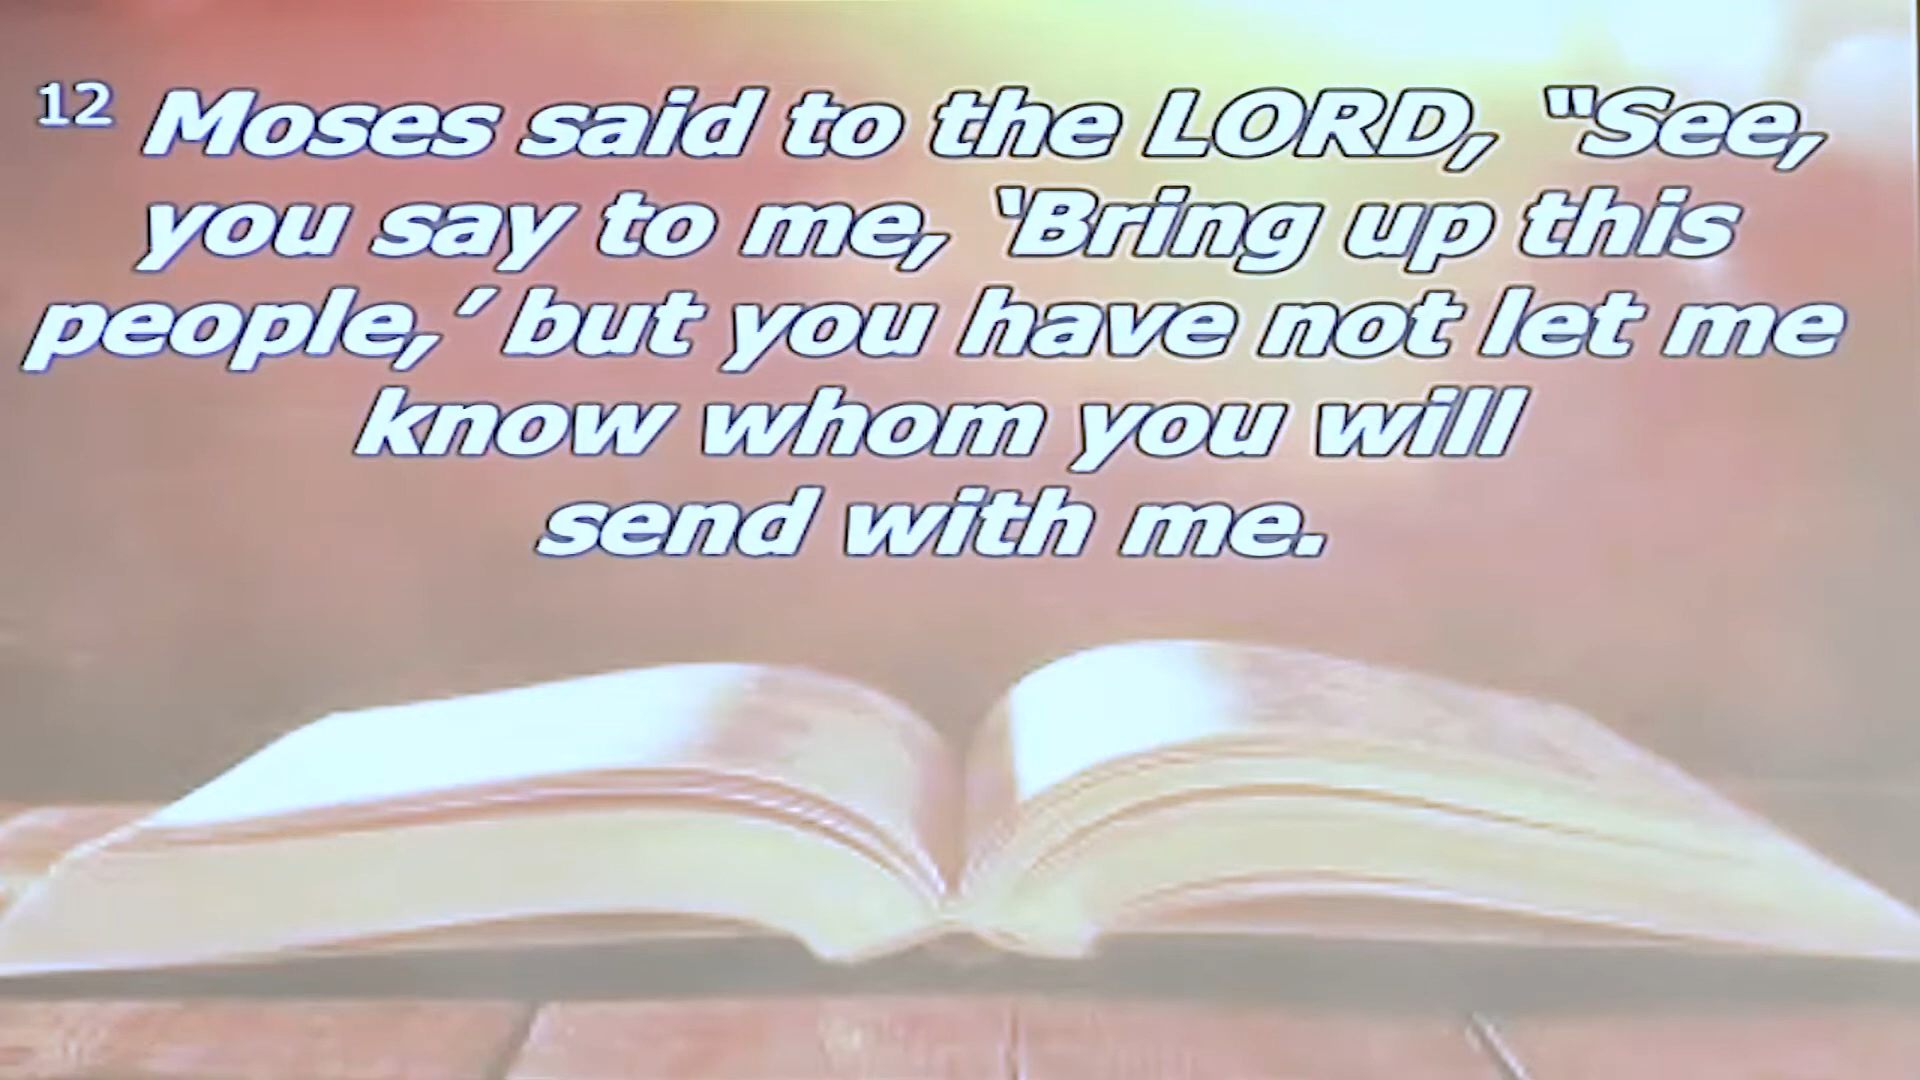 12 Moses said to the LORD, “See,
you say to me, ‘Bring up this
people,’ but you have not let me
know whom you will
send with me.